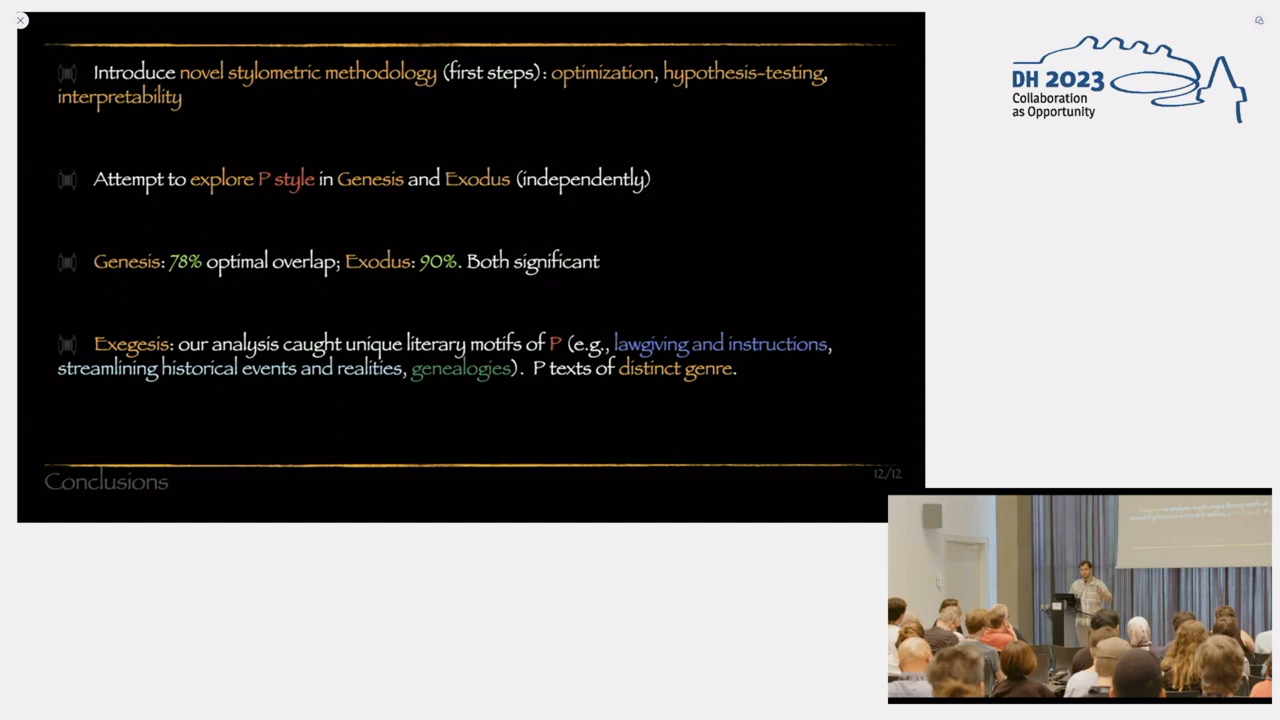 Introduce novel stylometric methodology (first steps): optimization, hypothesis-testing,
interpretability
Attempt to explore P style in Genesis and Exodus (independently)
Genesis: 78% optimal overlap; Exodus: 90%. Both significant
Exegesis: our analysis caught unique literary motifs of P (e.g., lawgiving and instructions,
streamlining historical events and realities, genealogies). P texts of distinct genre.
Conclusions
12/12
DH 2023
Collaboration
as Opportunity